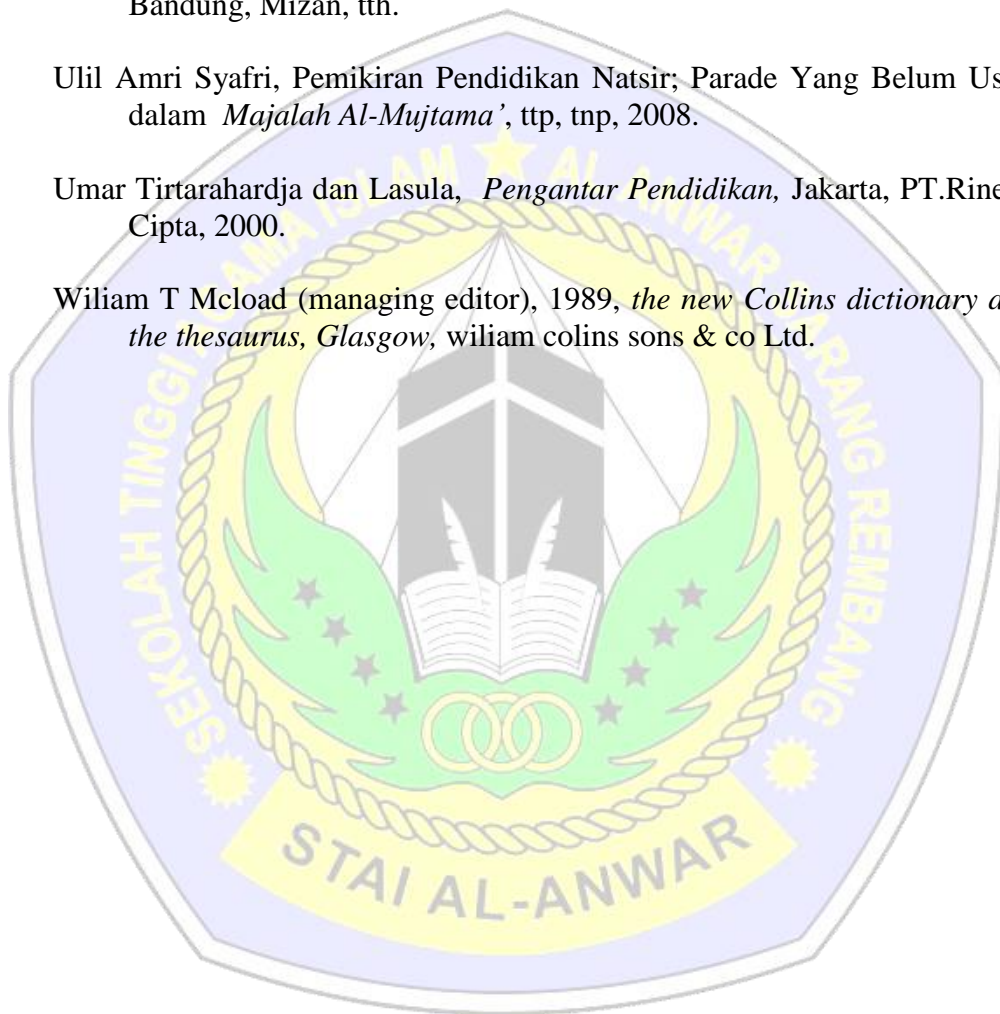 Bandung, Mizan, tth.
Ulil Amri Syafri, Pemikiran Pendidikan Natsir; Parade Yang Belum Us
dalam Majalah Al-Mujtama’, ttp, tnp, 2008.
Umar Tirtarahardja dan Lasula, Pengantar Pendidikan, Jakarta, PT.Rine
Cipta, 2000.
Wiliam T Mcload (managing editor), 1989, the new Collins dictionary a
the thesaurus, Glasgow, wiliam colins sons & co Ltd.
SEKOLAH TINGGI AGAMA ISLAM AL ANWAR SARANG REMBANG
STAI AL-ANWAR